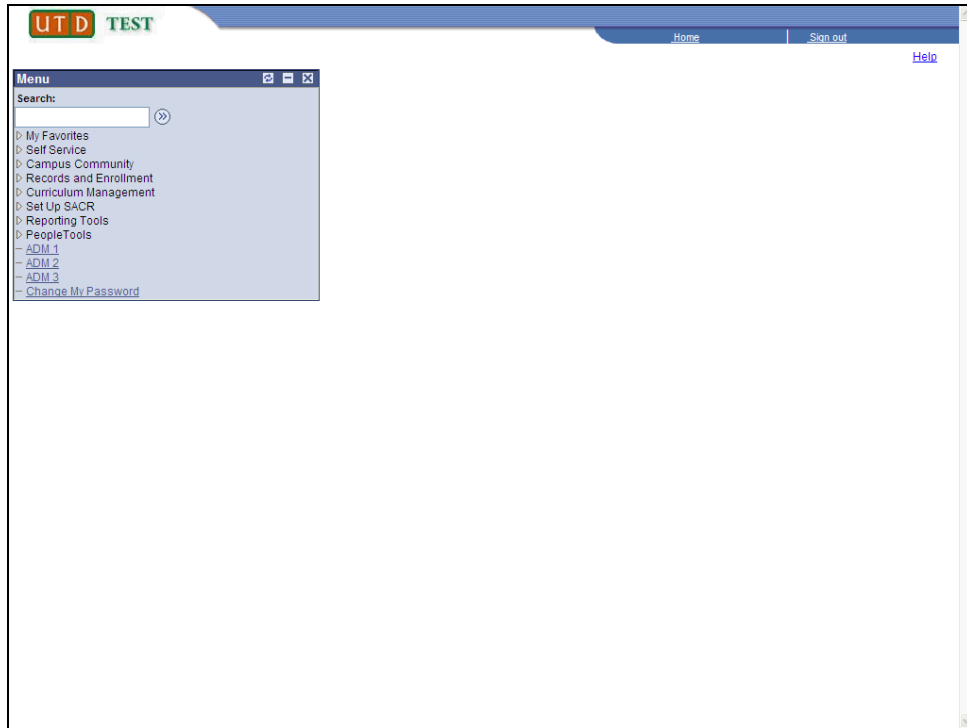 UTD TEST
Home Sign out
Help
Menu
Search:
My Favorites
Self Service
Campus Community
Records and Enrollment
Curriculum Management
Set Up SACR
Reporting Tools
PeopleTools
ADM 1
ADM 2
ADM 3
Change My Password